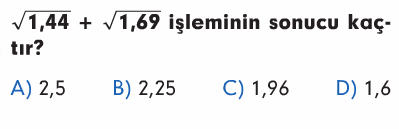 √1,44 + √1,69 işleminin sonucu kaç-
tır?
A) 2,5 B) 2,25 C) 1,96 D) 1,6